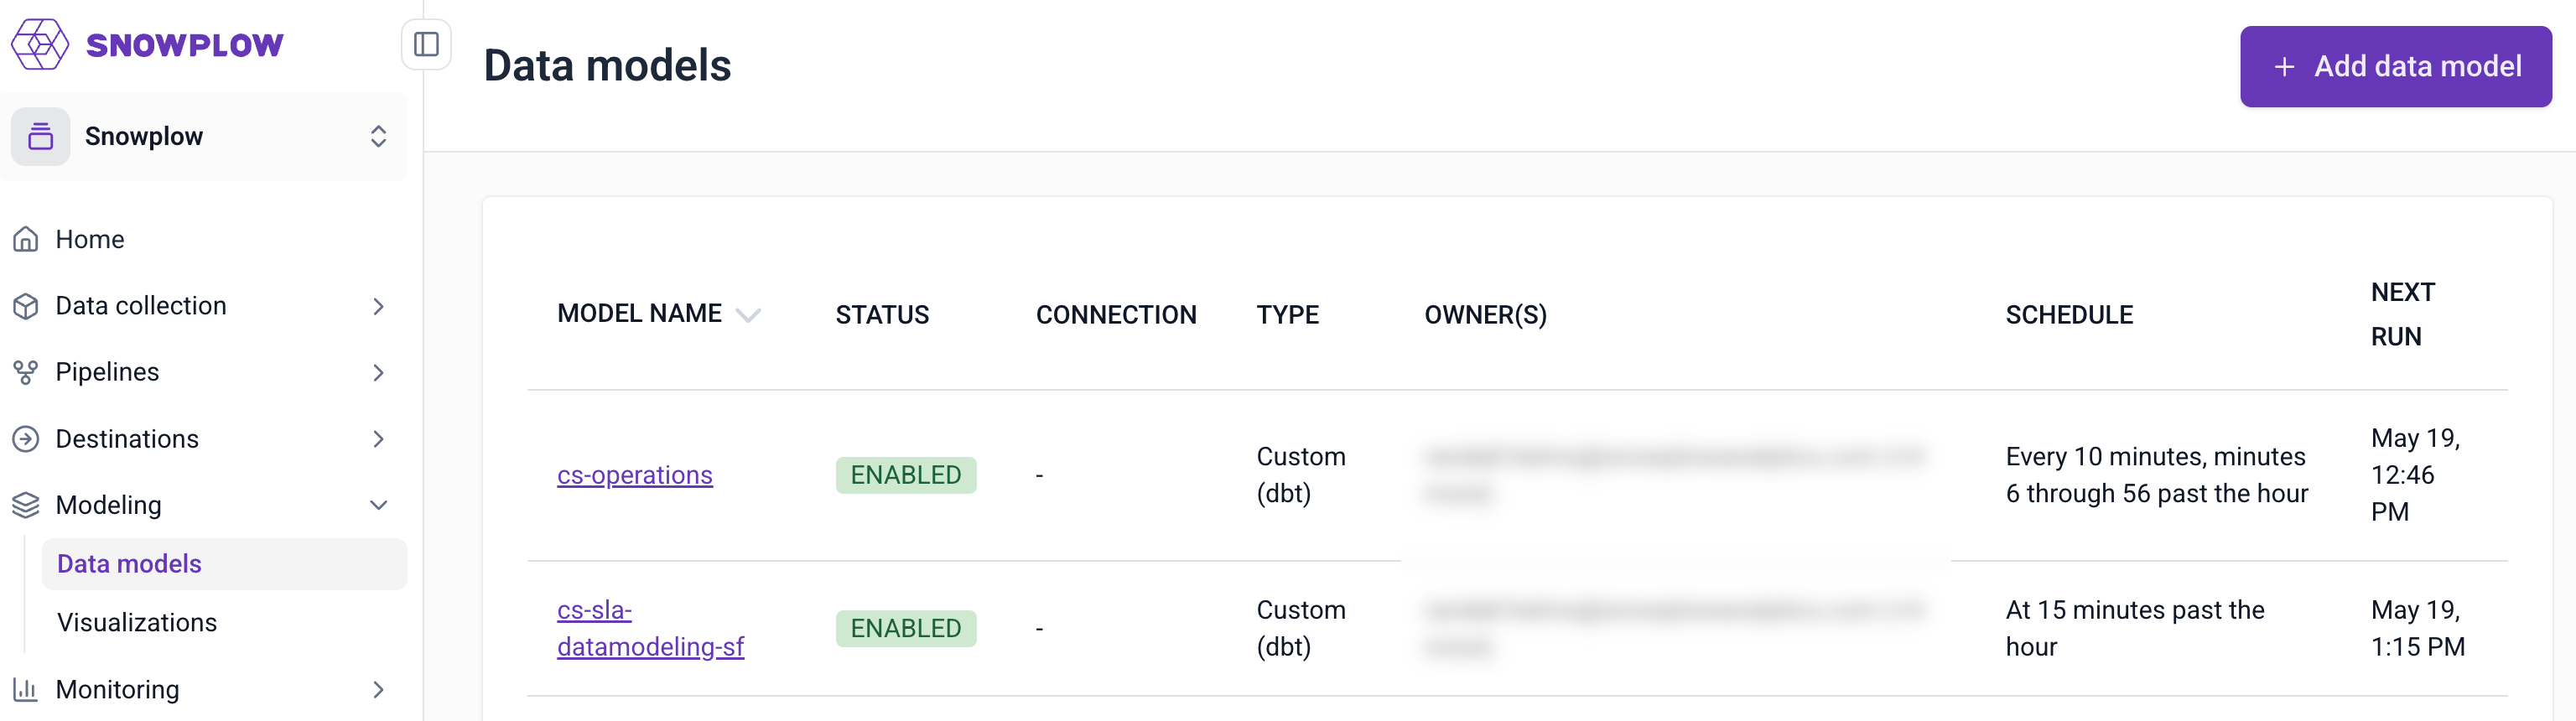 SNOWPLOW
Snowplow
Home
Data collection
Pipelines
Destinations
Modeling
Data models
Visualizations
Monitoring
Data models
+ Add data model
MODEL NAME STATUS CONNECTION TYPE OWNER(S) SCHEDULE NEXT RUN
cs-operations ENABLED - Custom (dbt) Every 10 minutes, minutes 6 through 56 past the hour May 19, 12:46 PM
cs-sla-datamodeling-sf ENABLED - Custom (dbt) At 15 minutes past the hour May 19, 1:15 PM